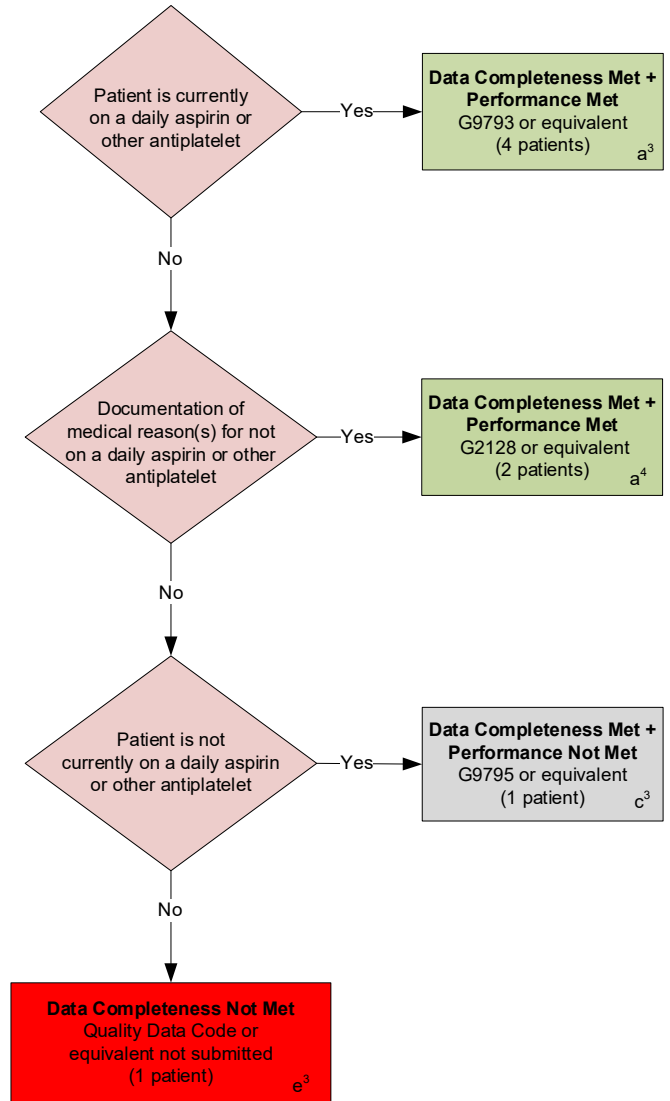 Patient is currently
on a daily aspirin or
other antiplatelet
Yes
Data Completeness Met +
Performance Met
G9793 or equivalent
(4 patients)
a³
No
Documentation of
medical reason(s) for not
on a daily aspirin or other
antiplatelet
Yes
Data Completeness Met +
Performance Met
G2128 or equivalent
(2 patients)
a⁴
No
Patient is not
currently on a daily aspirin
or other antiplatelet
Yes
Data Completeness Met +
Performance Not Met
G9795 or equivalent
(1 patient)
c³
No
Data Completeness Not Met
Quality Data Code or
equivalent not submitted
(1 patient)
e³